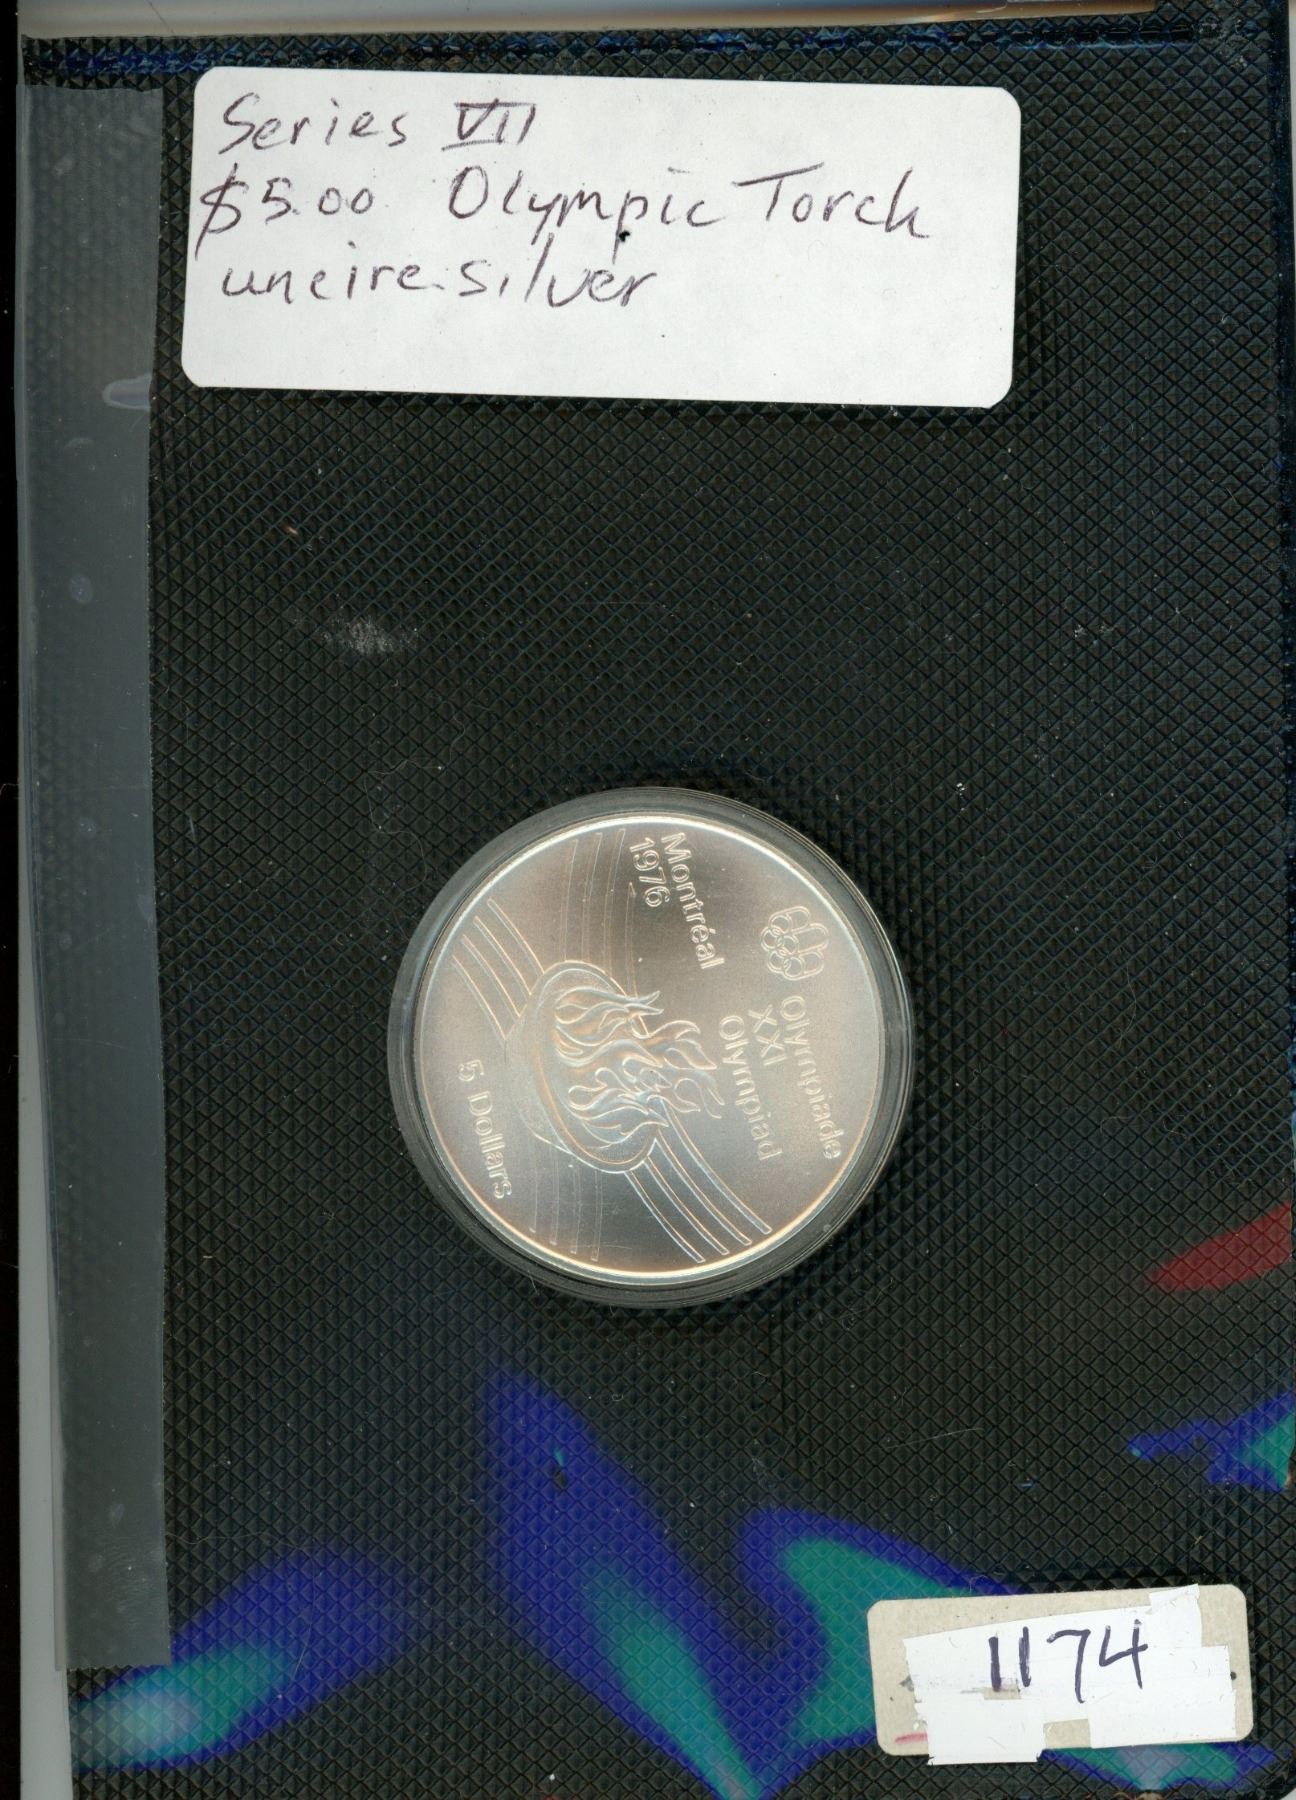 Series VII
$5.00 Olympic Torch
uncirc. silver
Montréal
1976
Olympiade
XXI
Olympiad
5 Dollars
1174